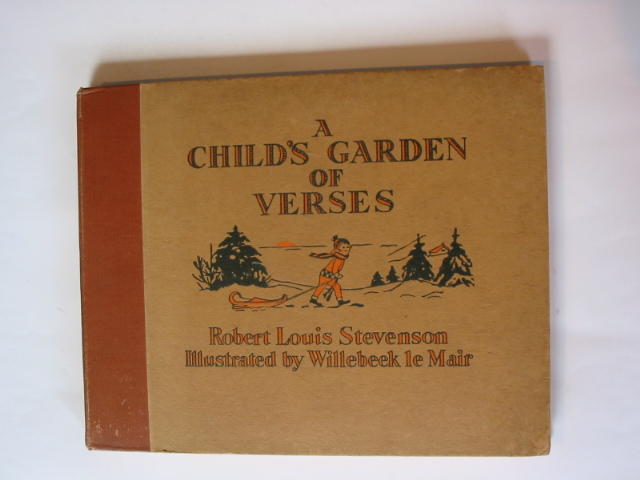 A
CHILD'S GARDEN
OF
VERSES
Robert Louis Stevenson
Illustrated by Willebeek le Mair